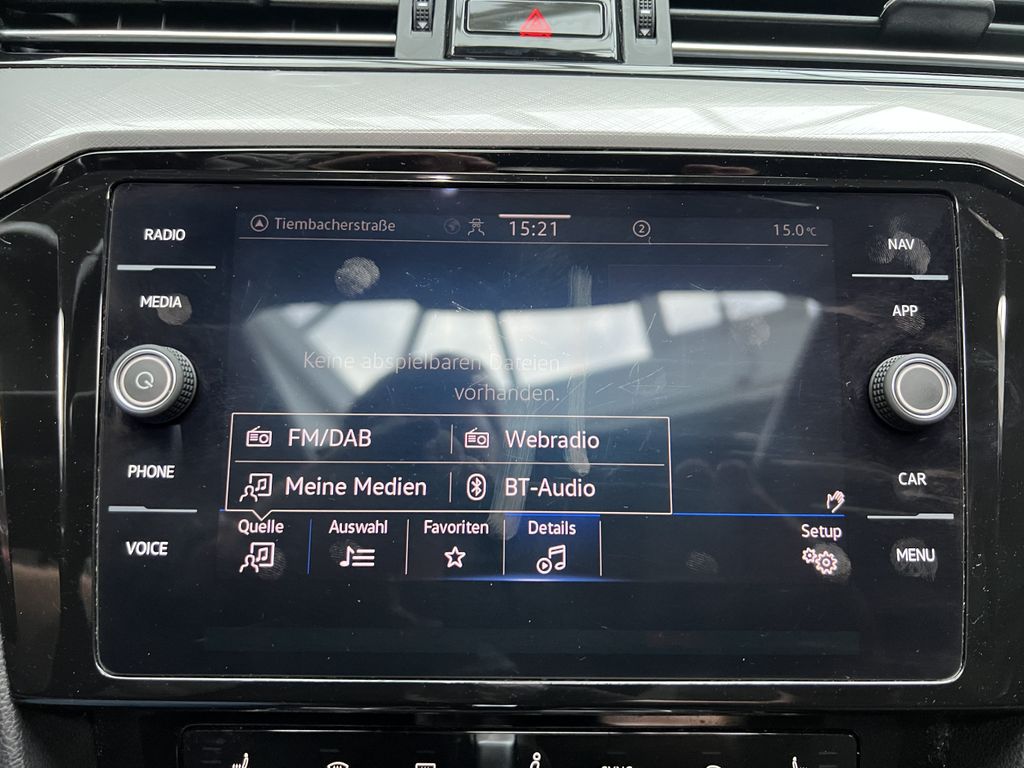 RADIO
MEDIA
PHONE
VOICE
Tiembacherstraße 15:21 2 15.0°C
Keine abspielbaren Dateien
vorhanden.
FM/DAB Webradio
Meine Medien BT-Audio
Quelle Auswahl Favoriten Details Setup
NAV
APP
CAR
MENU
SYNC